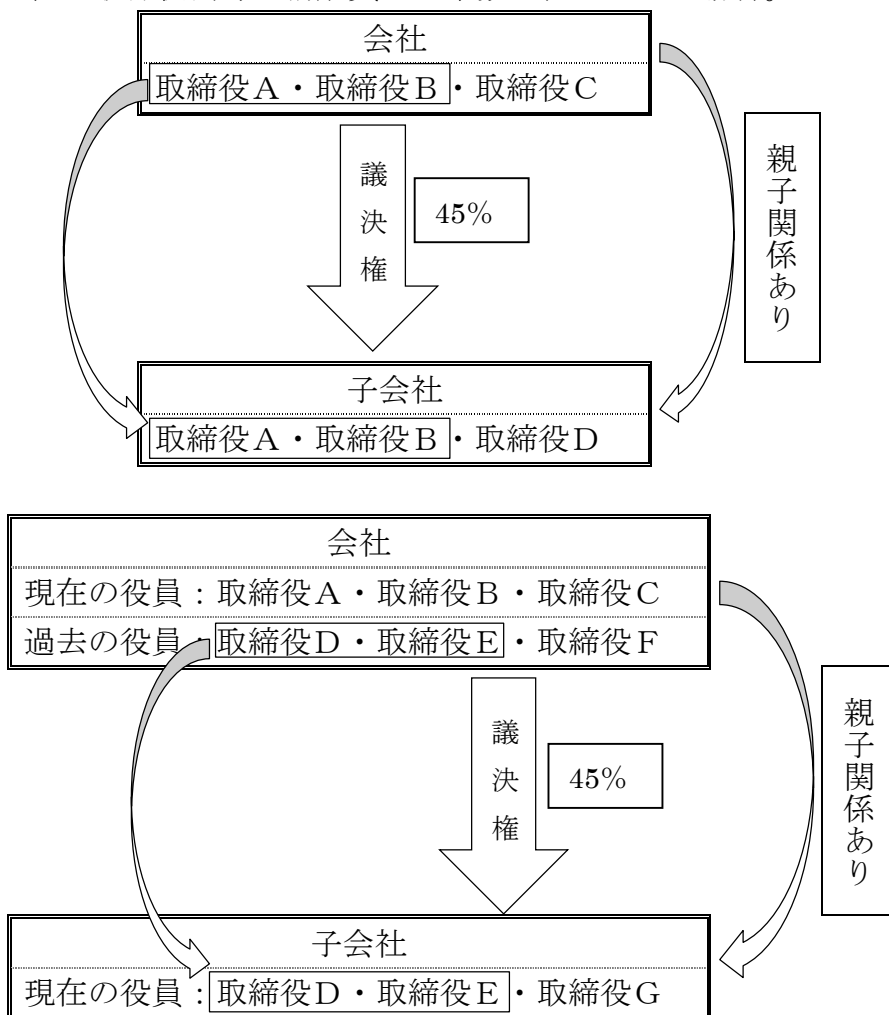 会社
取締役A・取締役B・取締役C
議決権
45%
親子関係あり
子会社
取締役A・取締役B・取締役D
会社
現在の役員：取締役A・取締役B・取締役C
過去の役員：取締役D・取締役E・取締役F
議決権
45%
親子関係あり
子会社
現在の役員：取締役D・取締役E・取締役G